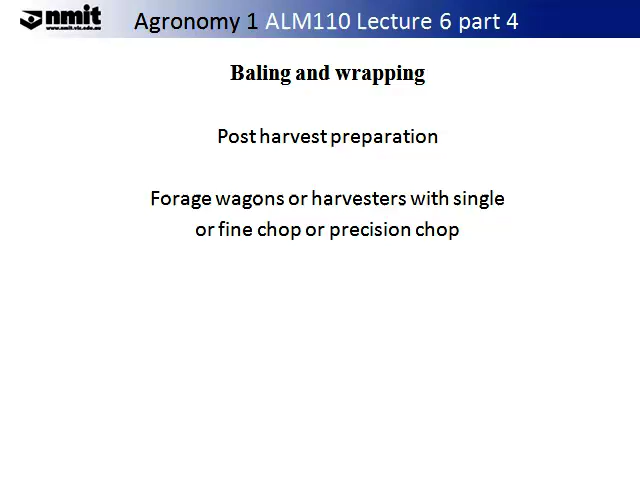 nmit
www.nmit.vic.edu.au
Agronomy 1 ALM110 Lecture 6 part 4
Baling and wrapping
Post harvest preparation
Forage wagons or harvesters with single
or fine chop or precision chop